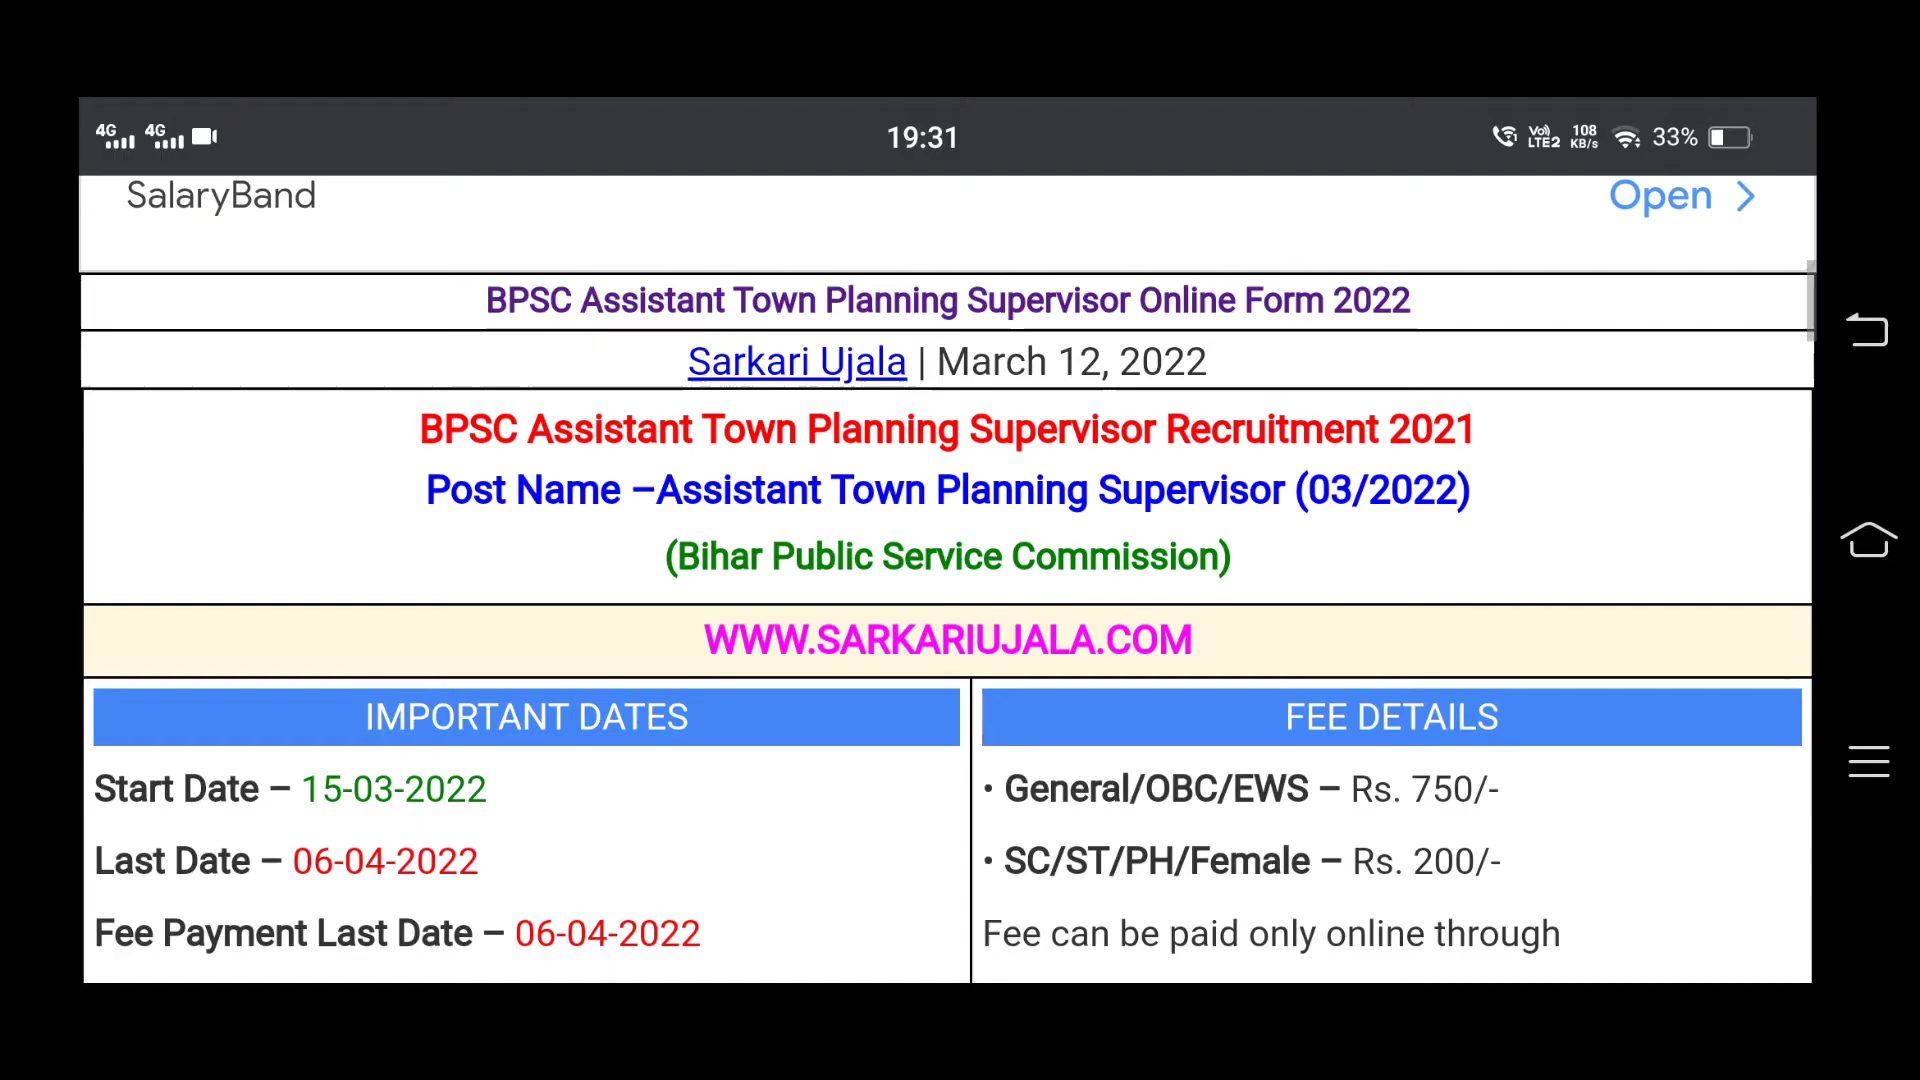 4G 4G 19:31 Vo) LTE2 108 KB/s 33%
SalaryBand Open
BPSC Assistant Town Planning Supervisor Online Form 2022
Sarkari Ujala | March 12, 2022
BPSC Assistant Town Planning Supervisor Recruitment 2021
Post Name –Assistant Town Planning Supervisor (03/2022)
(Bihar Public Service Commission)
WWW.SARKARIUJALA.COM
IMPORTANT DATES
Start Date – 15-03-2022
Last Date – 06-04-2022
Fee Payment Last Date – 06-04-2022
FEE DETAILS
• General/OBC/EWS – Rs. 750/-
• SC/ST/PH/Female – Rs. 200/-
Fee can be paid only online through